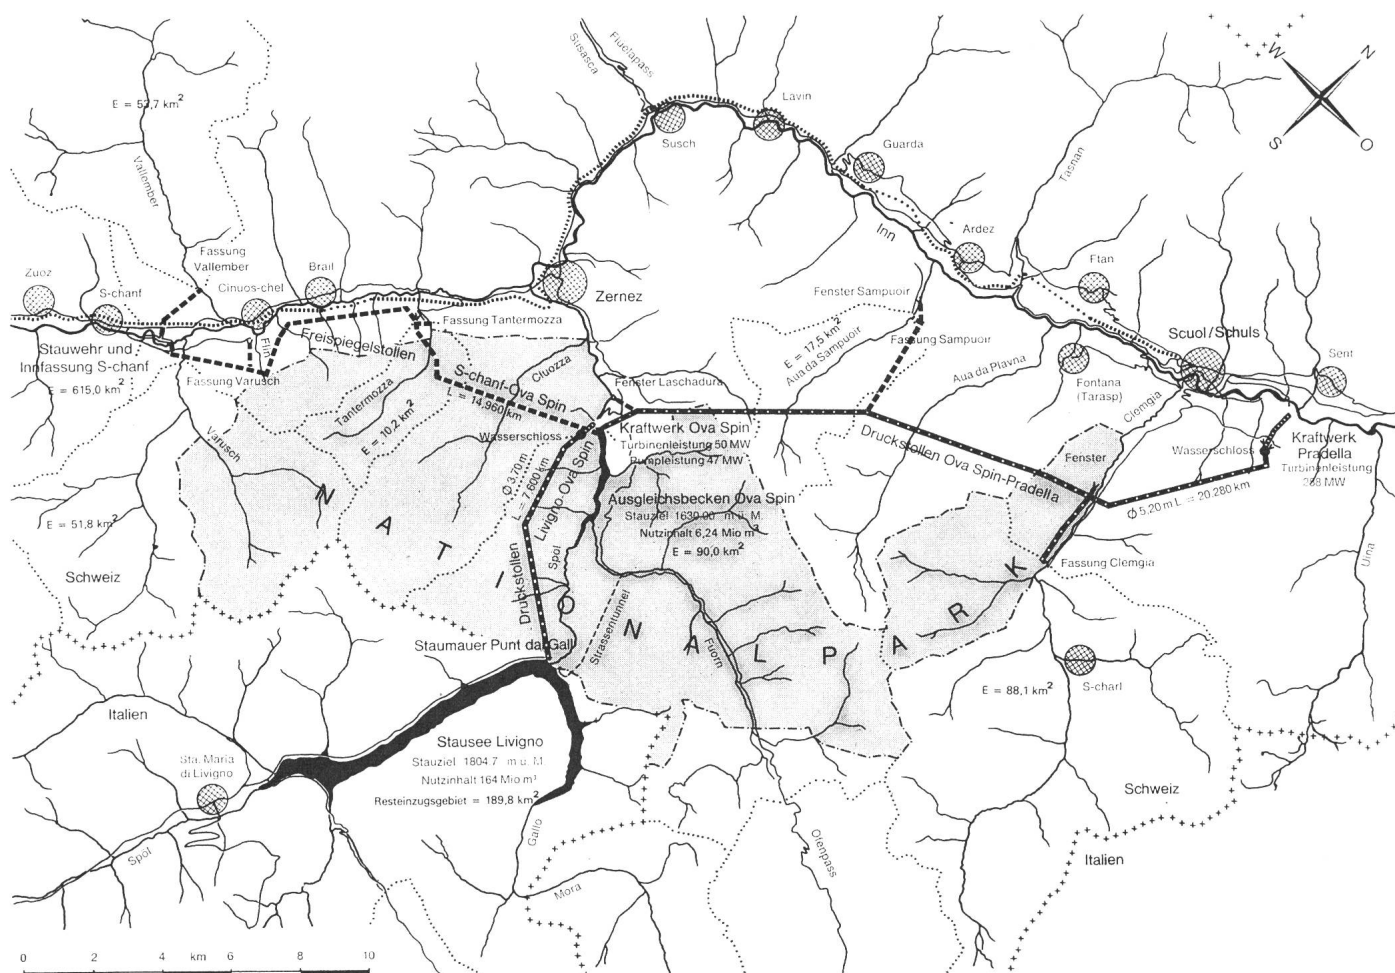 W
N
S
O
Flüelapass
Susasca
Lavin
Susch
Guarda
Tasnan
E = 53,7 km²
Vallember
Inn
Ardez
Ftan
Fassung
Vallember
Zuoz
S-chanf
Cinuos-chel
Brail
Zernez
Fenster Sampuoir
Fassung Tantermozza
Flin
Freispiegelstollen
Stauwehr und
Innfassung S-chanf
E = 615,0 km²
Fassung Varusch
E = 17,5 km²
Aua da Sampuoir
Fassung Sampuoir
Scuol/Schuls
Sent
Aua da Plavna
Fontana
(Tarasp)
Clemgia
S-chanf-Ova Spin
L = 14,960 km
Cluozza
Tantermozza
E = 10,2 km²
Fenster Laschadura
Varusch
Wasserschloss
Kraftwerk Ova Spin
Turbinenleistung 50 MW
Pumpleistung 47 MW
Druckstollen Ova Spin-Pradella
Fenster
Wasserschloss
Kraftwerk
Pradella
Turbinenleistung
288 MW
Ø 5,20 m L = 20,280 km
Ø 3,70 m
L = 7,600 km
Livigno-Ova Spin
Druckstollen
Ausgleichsbecken Ova Spin
Stauziel 1630.00 m ü. M.
Nutzinhalt 6,24 Mio m³
E = 90,0 km²
E = 51,8 km²
Schweiz
Spöl
Fassung Clemgia
Uina
NATIONALPARK
Strassentunnel
Fuorn
Staumauer Punt dal Gall
S-charl
E = 88,1 km²
Italien
Sta. Maria
di Livigno
Stausee Livigno
Stauziel 1804.7 m ü. M.
Nutzinhalt 164 Mio m³
Resteinzugsgebiet = 189,8 km²
Schweiz
Italien
Spöl
Gallo
Mora
Ofenpass
0 2 4 km 6 8 10